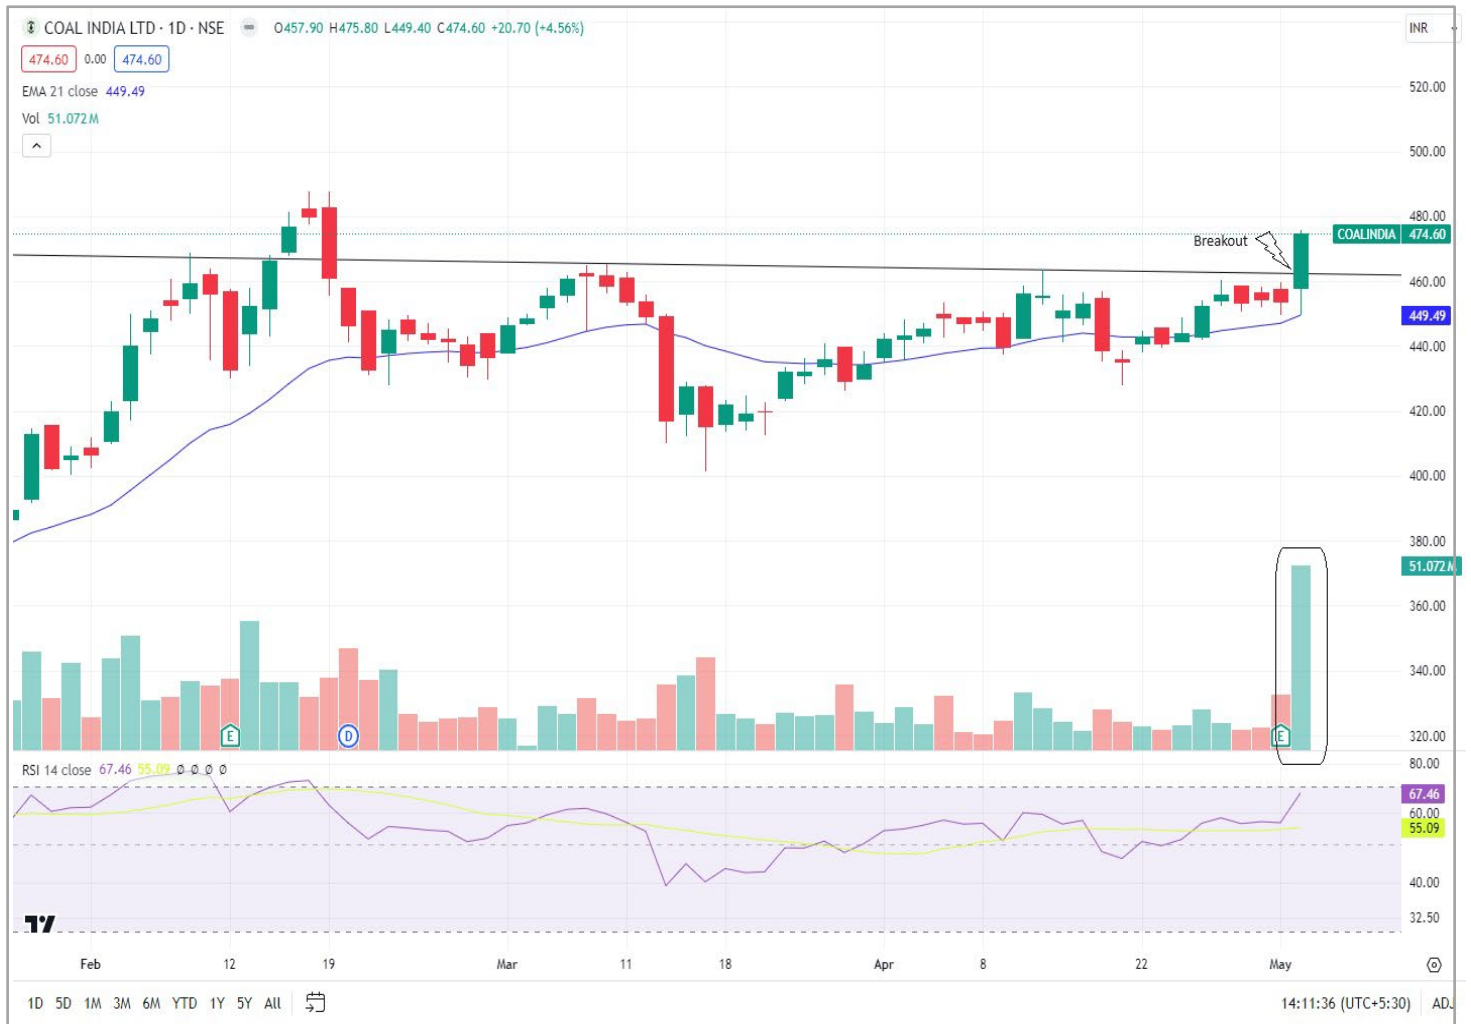 COAL INDIA LTD · 1D · NSE O457.90 H475.80 L449.40 C474.60 +20.70 (+4.56%) INR
474.60 0.00 474.60
EMA 21 close 449.49
Vol 51.072M
520.00
500.00
480.00
COALINDIA 474.60
Breakout
460.00
449.49
440.00
420.00
400.00
380.00
51.072M
360.00
340.00
E D E
320.00
RSI 14 close 67.46 55.09 Ø Ø Ø Ø
80.00
67.46
60.00
55.09
40.00
32.50
Feb 12 19 Mar 11 18 Apr 8 22 May
1D 5D 1M 3M 6M YTD 1Y 5Y All 14:11:36 (UTC+5:30) ADJ